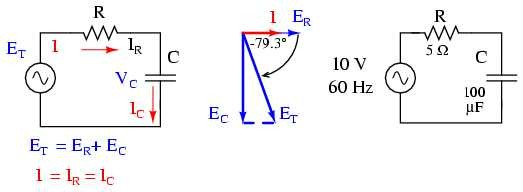 R
E_T
I
I_R
C
V_C
I_C
E_T = E_R+ E_C
I = I_R = I_C
I
E_R
-79.3°
E_C
E_T
R
5 Ω
10 V
60 Hz
C
100
μF